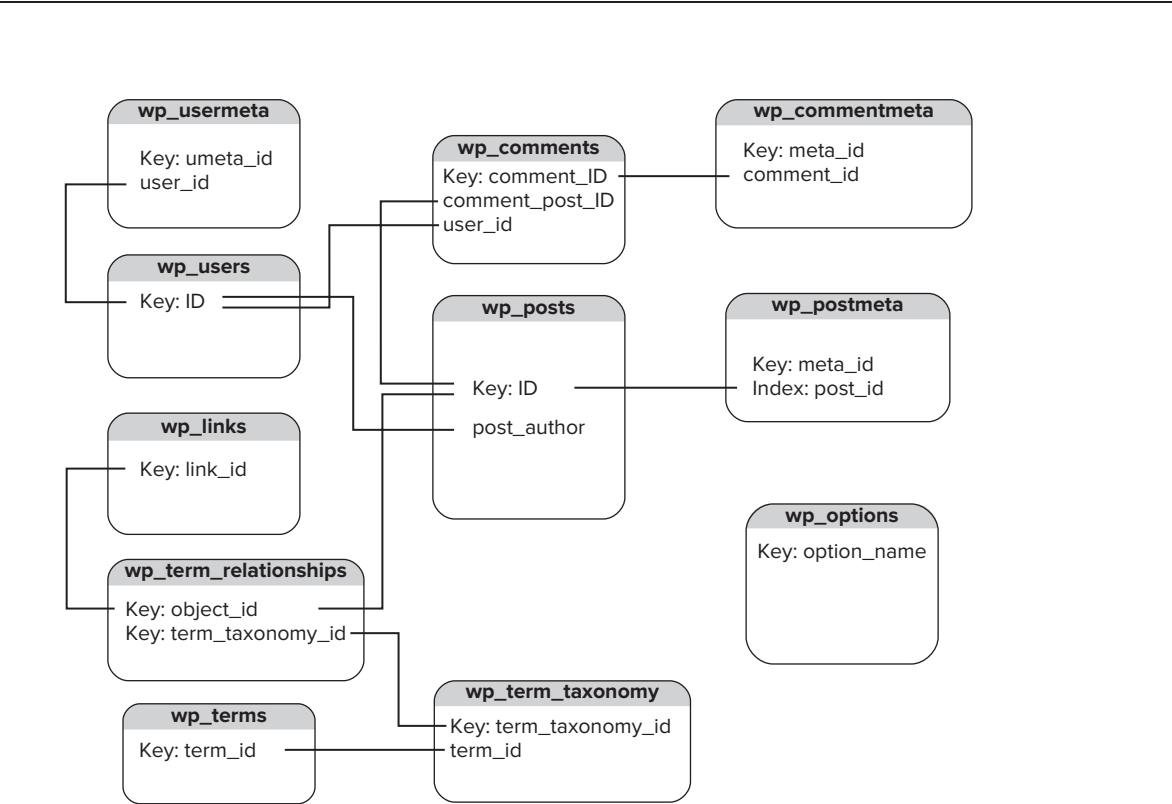 wp_usermeta
Key: umeta_id
user_id
wp_comments
Key: comment_ID
comment_post_ID
user_id
wp_commentmeta
Key: meta_id
comment_id
wp_users
Key: ID
wp_posts
Key: ID
post_author
wp_postmeta
Key: meta_id
Index: post_id
wp_links
Key: link_id
wp_options
Key: option_name
wp_term_relationships
Key: object_id
Key: term_taxonomy_id
wp_terms
Key: term_id
wp_term_taxonomy
Key: term_taxonomy_id
term_id